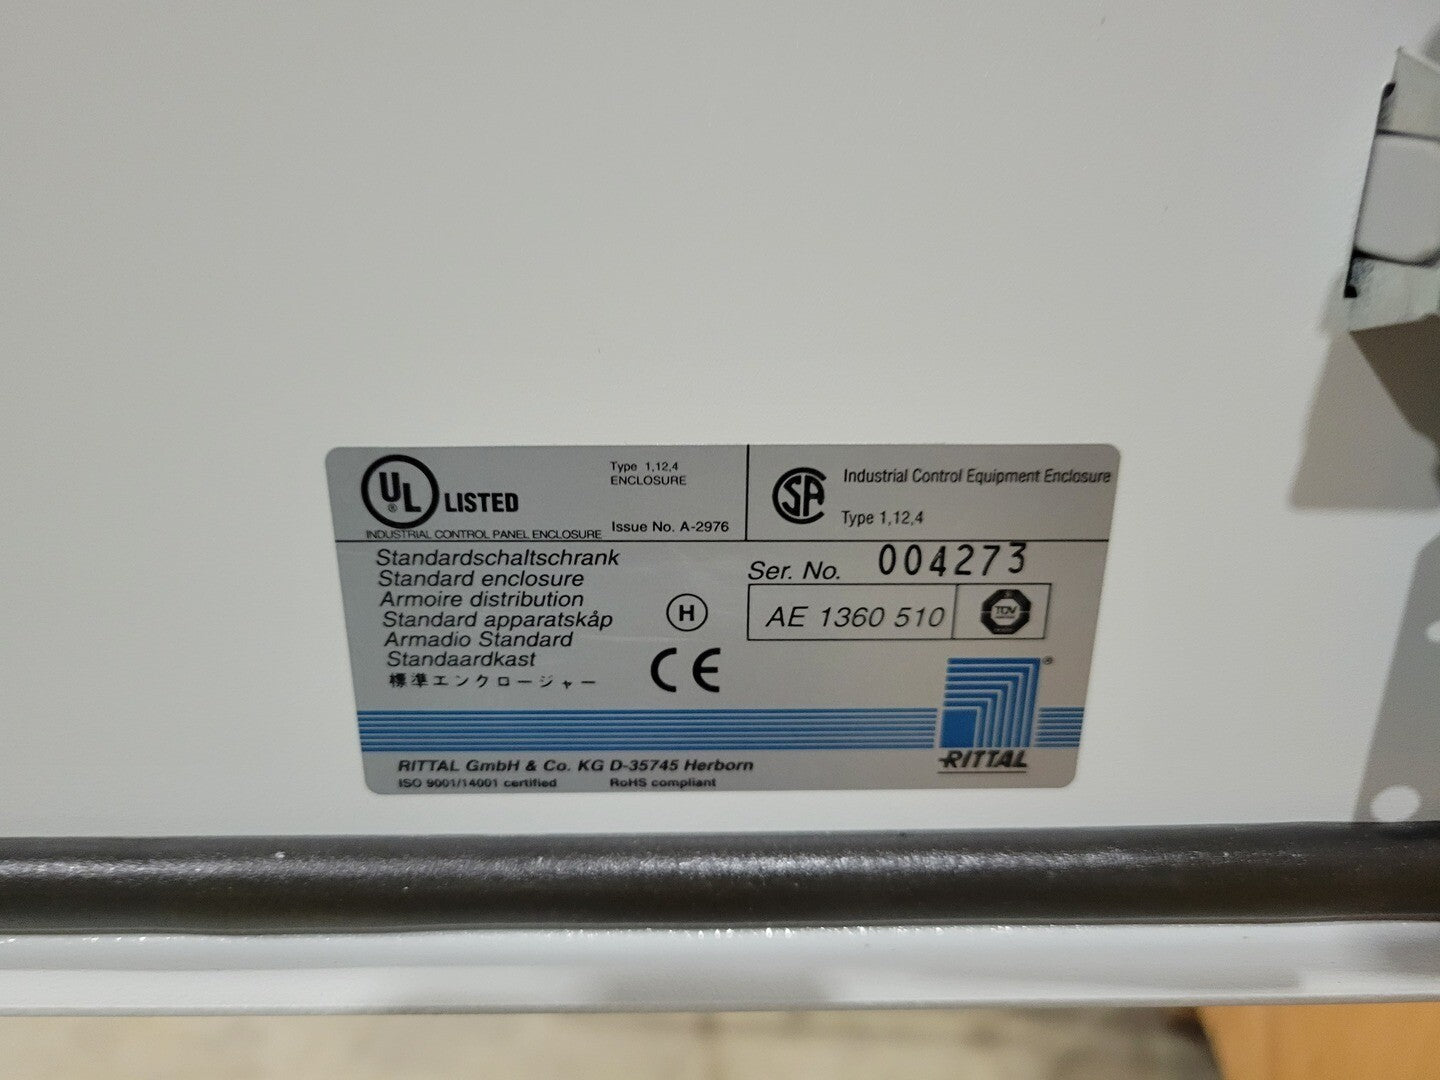 UL® LISTED
INDUSTRIAL CONTROL PANEL ENCLOSURE
Type 1,12,4
ENCLOSURE
Issue No. A-2976
SA
Industrial Control Equipment Enclosure
Type 1,12,4
Standardschaltschrank
Standard enclosure
Armoire distribution
Standard apparatskåp
Armadio Standard
Standaardkast
標準エンクロージャー
H
CE
Ser. No. 004273
AE 1360 510
TÜV
RITTAL
®
RITTAL GmbH & Co. KG D-35745 Herborn
ISO 9001/14001 certified RoHS compliant